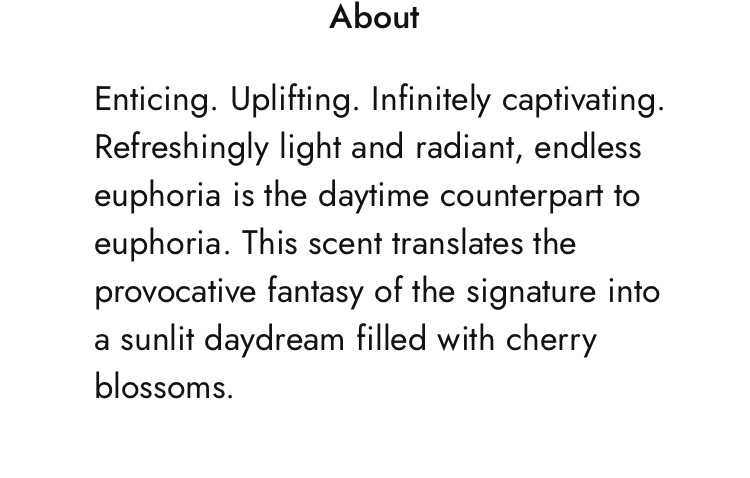 About
Enticing. Uplifting. Infinitely captivating.
Refreshingly light and radiant, endless
euphoria is the daytime counterpart to
euphoria. This scent translates the
provocative fantasy of the signature into
a sunlit daydream filled with cherry
blossoms.